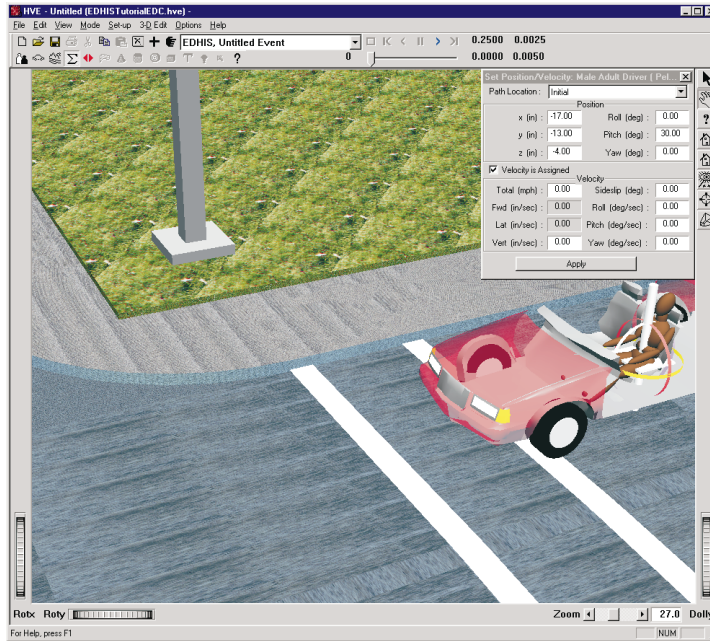 HVE - Untitled (EDHISTutorialEDC.hve) -
File Edit View Mode Set-up 3-D Edit Options Help
EDHIS, Untitled Event
0.2500 0.0025
0
0.0000 0.0050
Set Position/Velocity: Male Adult Driver ( Pel...
Path Location: Initial
Position
x (in) : -17.00 Roll (deg) : 0.00
y (in) : -13.00 Pitch (deg) : 30.00
z (in) : -4.00 Yaw (deg) : 0.00
Velocity is Assigned
Velocity
Total (mph) : 0.00 Sideslip (deg) : 0.00
Fwd (in/sec) : 0.00 Roll (deg/sec) : 0.00
Lat (in/sec) : 0.00 Pitch (deg/sec) : 0.00
Vert (in/sec) : 0.00 Yaw (deg/sec) : 0.00
Apply
Rotx Roty
Zoom 27.0 Dolly
For Help, press F1
NUM